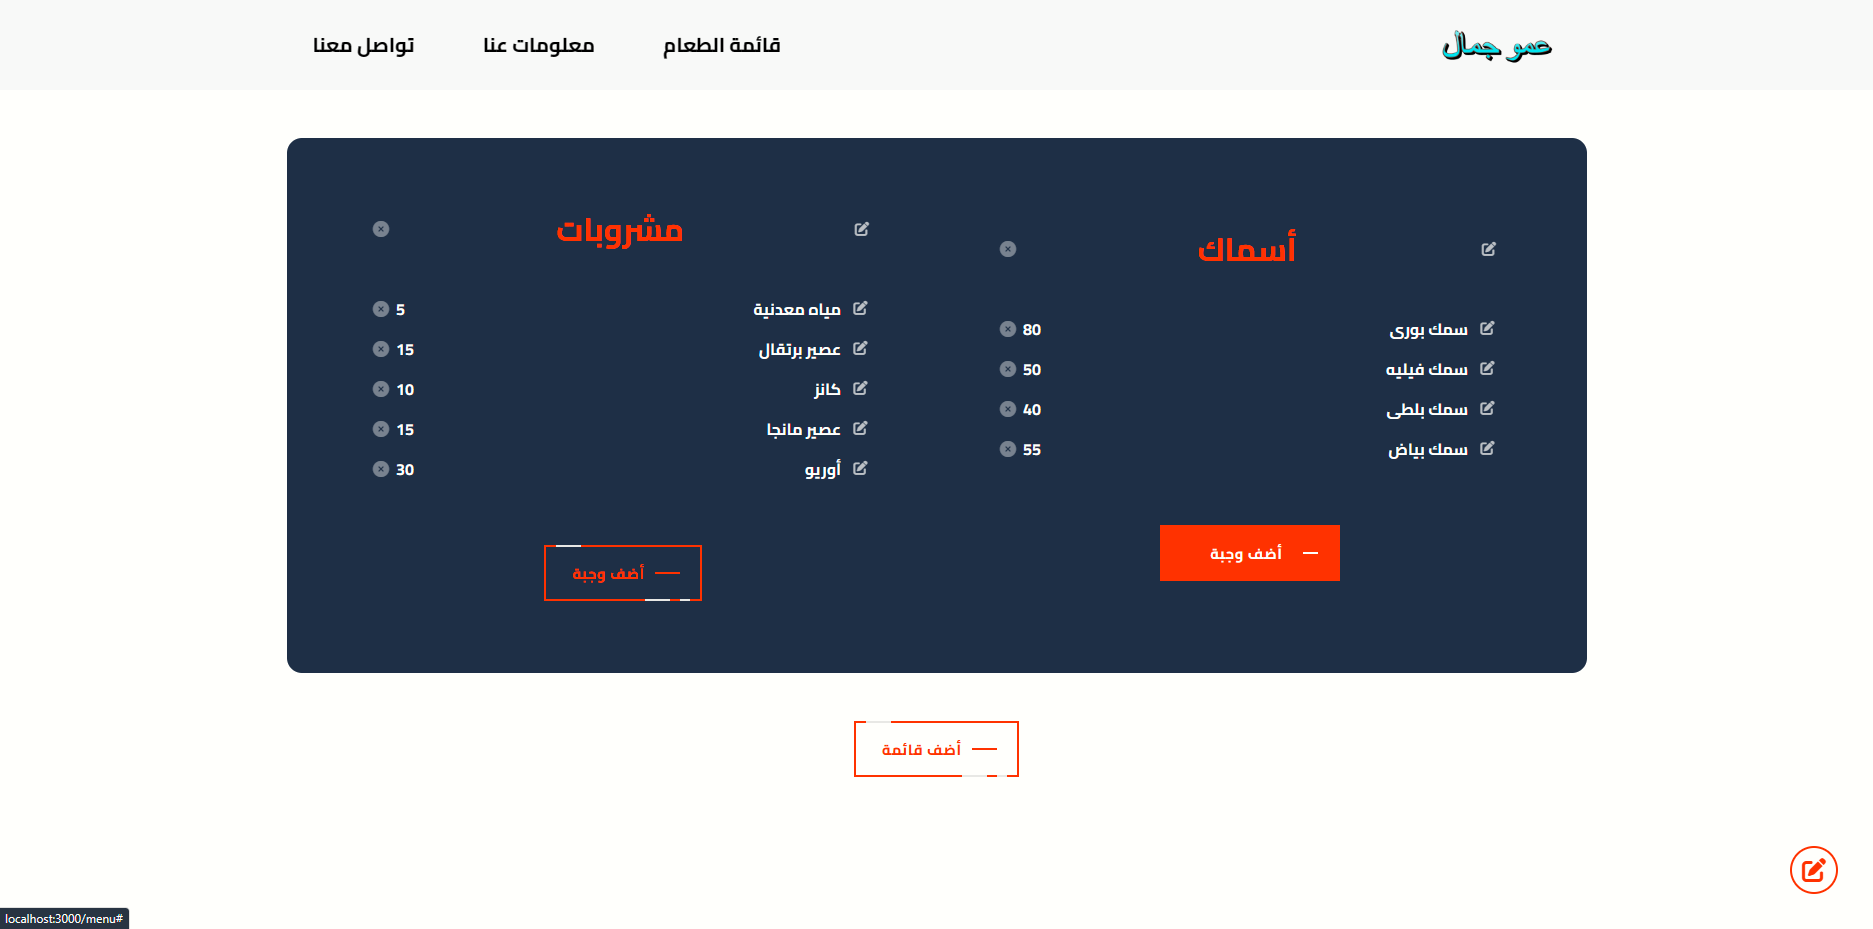 عمو جمال
قائمة الطعام
معلومات عنا
تواصل معنا
أسماك
سمك بورى 80
سمك فيليه 50
سمك بلطى 40
سمك بياض 55
أضف وجبة
مشروبات
مياه معدنية 5
عصير برتقال 15
كانز 10
عصير مانجا 15
أوريو 30
أضف وجبة
أضف قائمة
localhost:3000/menu#